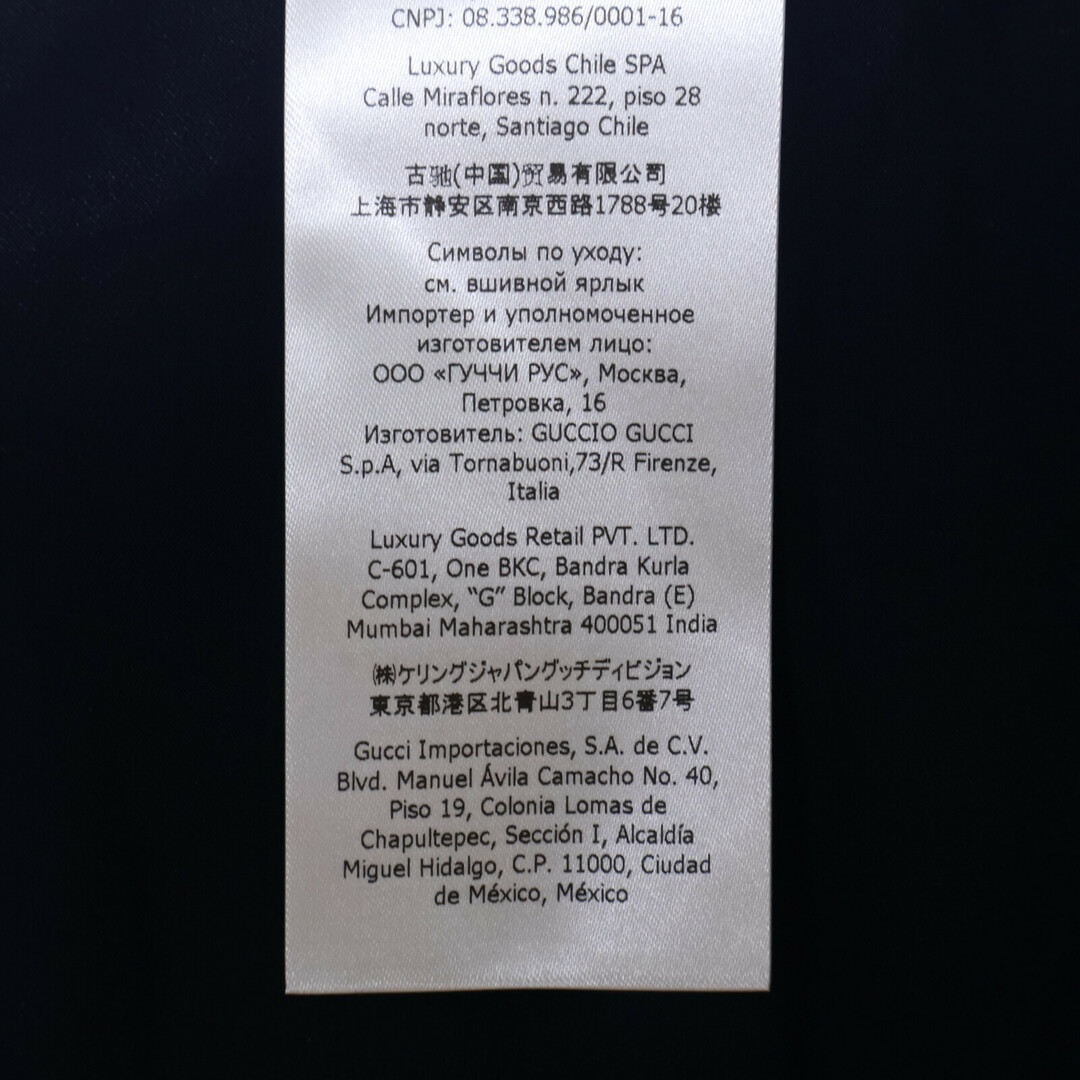 CNPJ: 08.338.986/0001-16
Luxury Goods Chile SPA
Calle Miraflores n. 222, piso 28
norte, Santiago Chile
古驰(中国)贸易有限公司
上海市静安区南京西路1788号20楼
Символы по уходу:
см. вшивной ярлык
Импортер и уполномоченное
изготовителем лицо:
ООО «ГУЧЧИ РУС», Москва,
Петровка, 16
Изготовитель: GUCCIO GUCCI
S.p.A, via Tornabuoni,73/R Firenze,
Italia
Luxury Goods Retail PVT. LTD.
C-601, One BKC, Bandra Kurla
Complex, “G” Block, Bandra (E)
Mumbai Maharashtra 400051 India
㈱ケリングジャパングッチディビジョン
東京都港区北青山3丁目6番7号
Gucci Importaciones, S.A. de C.V.
Blvd. Manuel Ávila Camacho No. 40,
Piso 19, Colonia Lomas de
Chapultepec, Sección I, Alcaldía
Miguel Hidalgo, C.P. 11000, Ciudad
de México, México